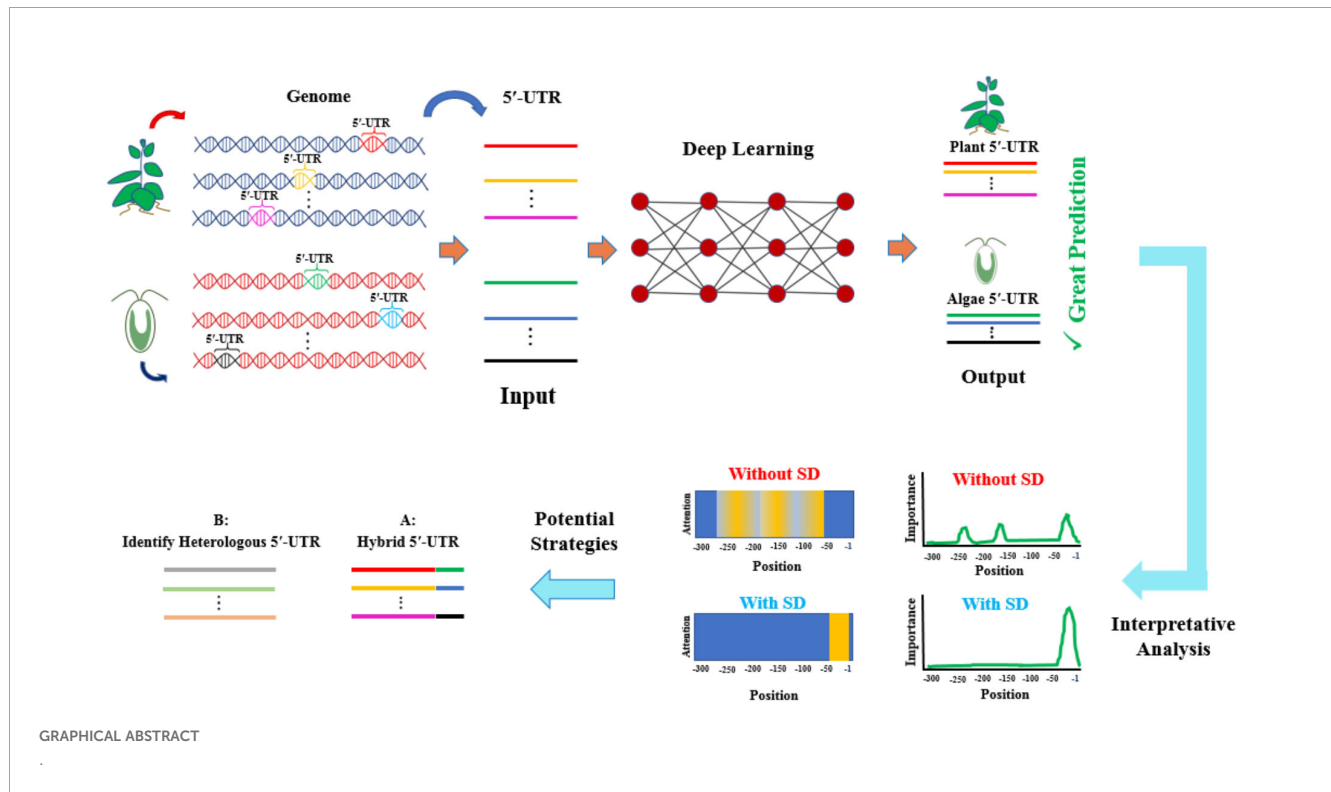 Genome
5′-UTR
5′-UTR
5′-UTR
5′-UTR
5′-UTR
5′-UTR
5′-UTR
5′-UTR
Input
Deep Learning
Plant 5′-UTR
Algae 5′-UTR
Output
✓ Great Prediction
Interpretative
Analysis
Without SD
Importance
-300 -250 -200 -150 -100 -50 -1
Position
With SD
Importance
-300 -250 -200 -150 -100 -50 -1
Position
Without SD
Attention
-300 -250 -200 -150 -100 -50 -1
Position
With SD
Attention
-300 -250 -200 -150 -100 -50 -1
Position
Potential
Strategies
A:
Hybrid 5′-UTR
B:
Identify Heterologous 5′-UTR
GRAPHICAL ABSTRACT
.